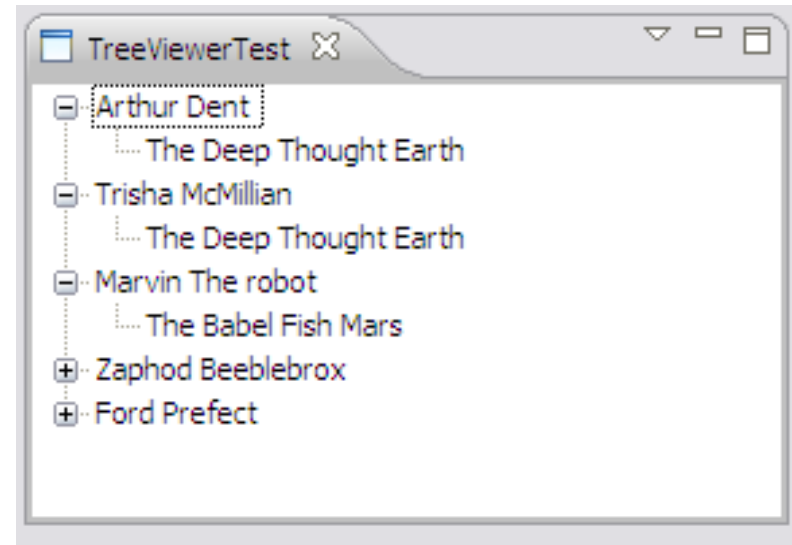 TreeViewerTest
Arthur Dent
The Deep Thought Earth
Trisha McMillian
The Deep Thought Earth
Marvin The robot
The Babel Fish Mars
Zaphod Beeblebrox
Ford Prefect